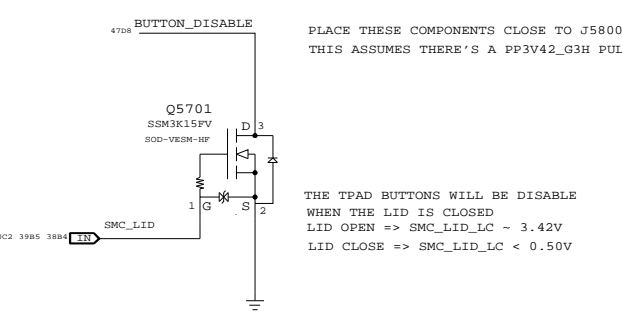 BUTTON_DISABLE
47D8
PLACE THESE COMPONENTS CLOSE TO J5800
THIS ASSUMES THERE'S A PP3V42_G3H PUL
Q5701
SSM3K15FV
SOD-VESM-HF
D 3
1 G S 2
SMC_LID
39B5 38B4 IN
THE TPAD BUTTONS WILL BE DISABLE
WHEN THE LID IS CLOSED
LID OPEN => SMC_LID_LC ~ 3.42V
LID CLOSE => SMC_LID_LC < 0.50V